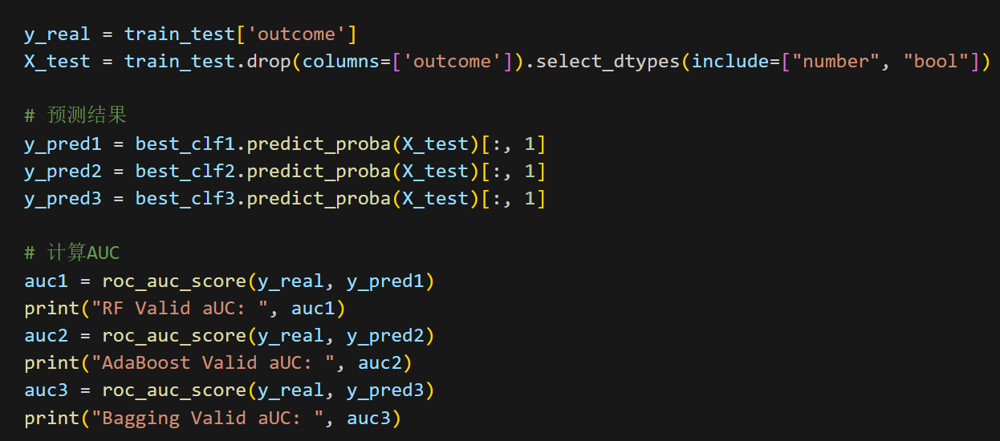 y_real = train_test['outcome']
X_test = train_test.drop(columns=['outcome']).select_dtypes(include=["number", "bool"])
# 预测结果
y_pred1 = best_clf1.predict_proba(X_test)[:, 1]
y_pred2 = best_clf2.predict_proba(X_test)[:, 1]
y_pred3 = best_clf3.predict_proba(X_test)[:, 1]
# 计算AUC
auc1 = roc_auc_score(y_real, y_pred1)
print("RF Valid aUC: ", auc1)
auc2 = roc_auc_score(y_real, y_pred2)
print("AdaBoost Valid aUC: ", auc2)
auc3 = roc_auc_score(y_real, y_pred3)
print("Bagging Valid aUC: ", auc3)